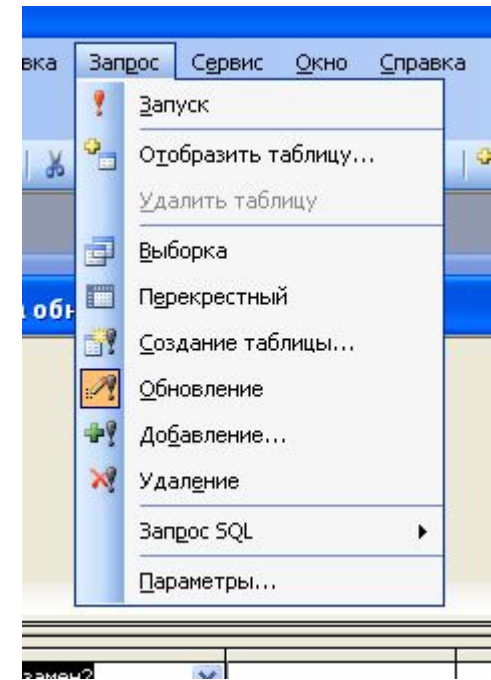 вка Запрос Сервис Окно Справка
Запуск
Отобразить таблицу...
Удалить таблицу
Выборка
а обн
Перекрестный
Создание таблицы...
Обновление
Добавление...
Удаление
Запрос SQL
Параметры...
замен2